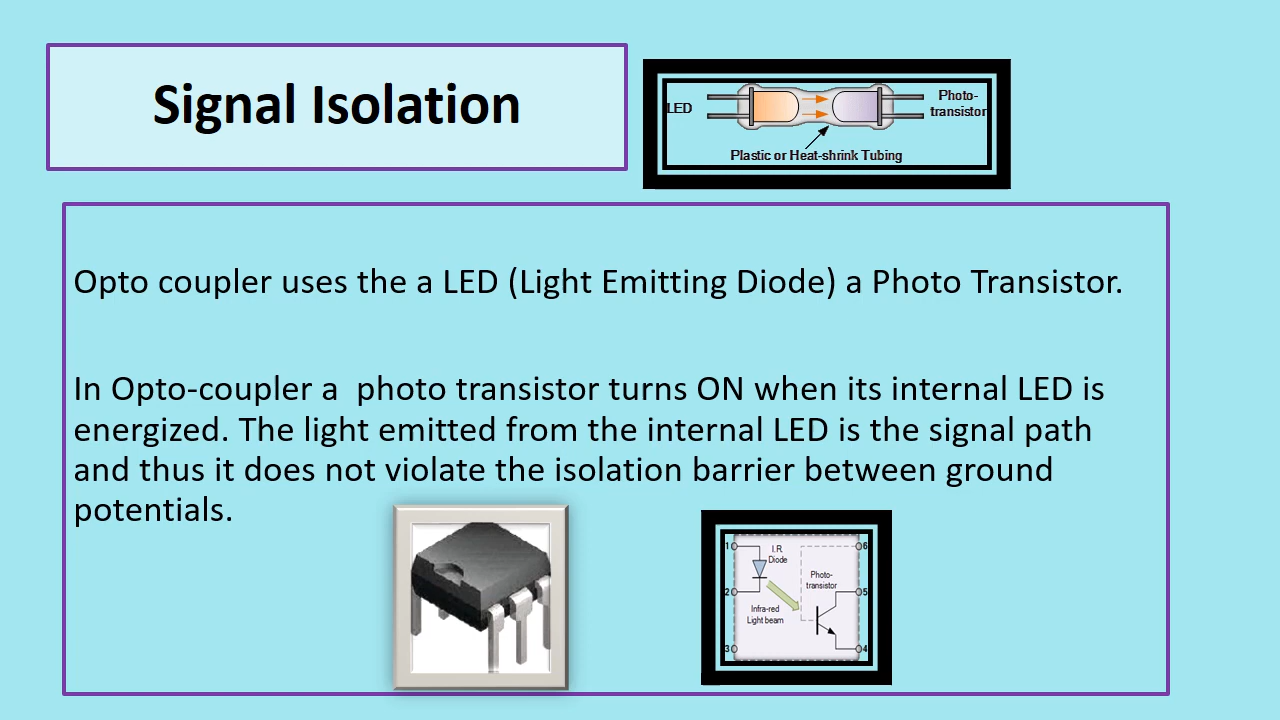 Signal Isolation
LED
Photo-
transistor
Plastic or Heat-shrink Tubing
Opto coupler uses the a LED (Light Emitting Diode) a Photo Transistor.
In Opto-coupler a  photo transistor turns ON when its internal LED is
energized. The light emitted from the internal LED is the signal path
and thus it does not violate the isolation barrier between ground
potentials.
1
I.R.
Diode
6
Photo-
transistor
2
5
Infra-red
Light beam
3
4